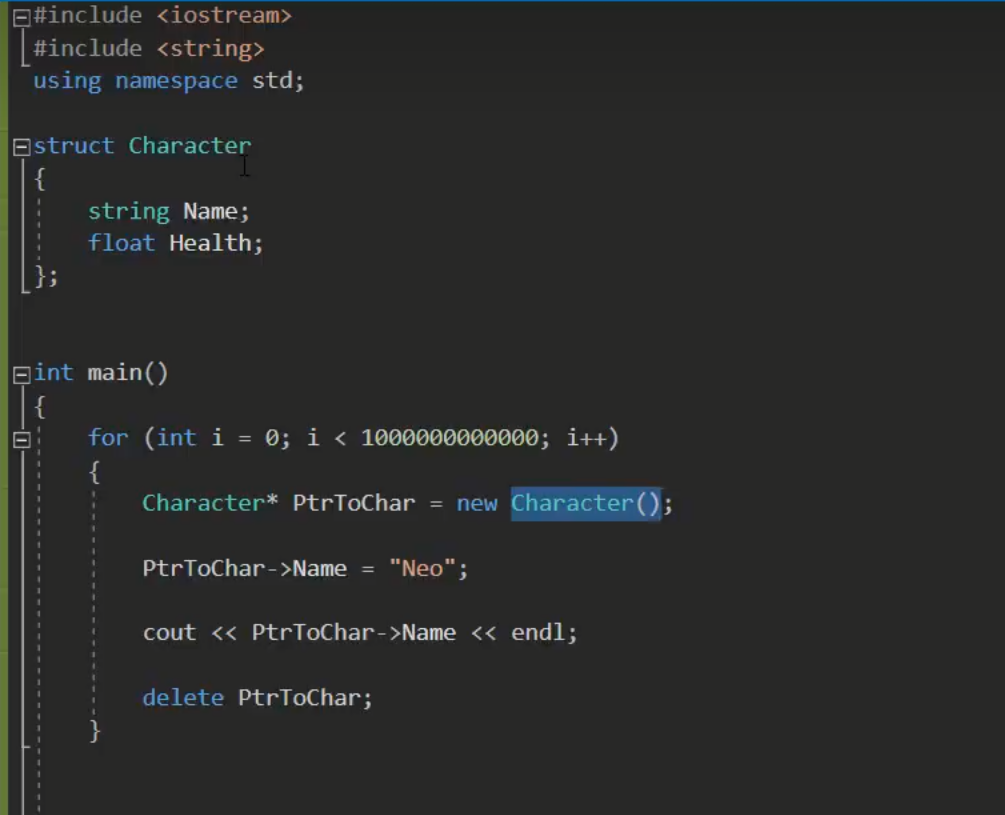 #include <iostream>
#include <string>
using namespace std;
struct Character
{
string Name;
float Health;
};
int main()
{
for (int i = 0; i < 1000000000000; i++)
{
Character* PtrToChar = new Character();
PtrToChar->Name = "Neo";
cout << PtrToChar->Name << endl;
delete PtrToChar;
}